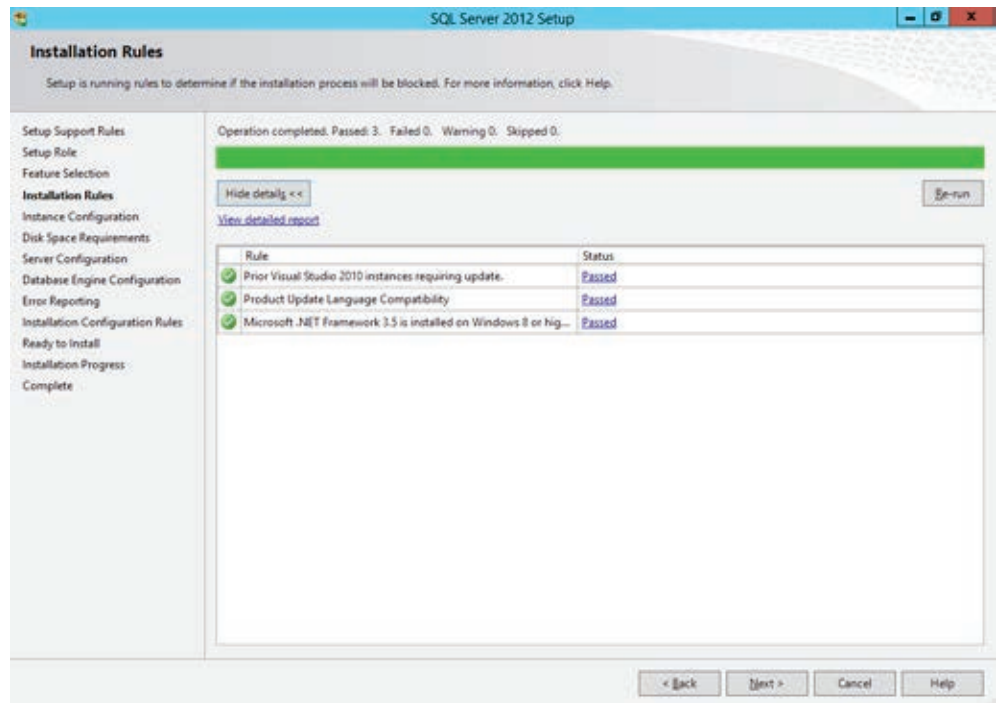 SQL Server 2012 Setup
Installation Rules
Setup is running rules to determine if the installation process will be blocked. For more information, click Help.
Setup Support Rules
Setup Role
Feature Selection
Installation Rules
Instance Configuration
Disk Space Requirements
Server Configuration
Database Engine Configuration
Error Reporting
Installation Configuration Rules
Ready to Install
Installation Progress
Complete
Operation completed. Passed: 3. Failed 0. Warning 0. Skipped 0.
Hide details <<
Re-run
View detailed report
Rule Status
Prior Visual Studio 2010 instances requiring update. Passed
Product Update Language Compatibility Passed
Microsoft .NET Framework 3.5 is installed on Windows 8 or hig... Passed
< Back Next > Cancel Help